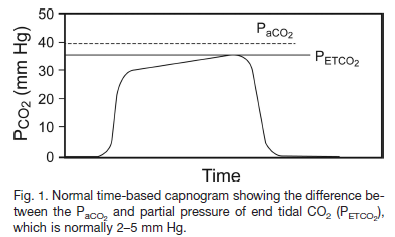 50
40
30
20
10
0
PCO2 (mm Hg)
PaCO2
PETCO2
Time
Fig. 1. Normal time-based capnogram showing the difference be-
tween the PaCO2 and partial pressure of end tidal CO2 (PETCO2),
which is normally 2–5 mm Hg.